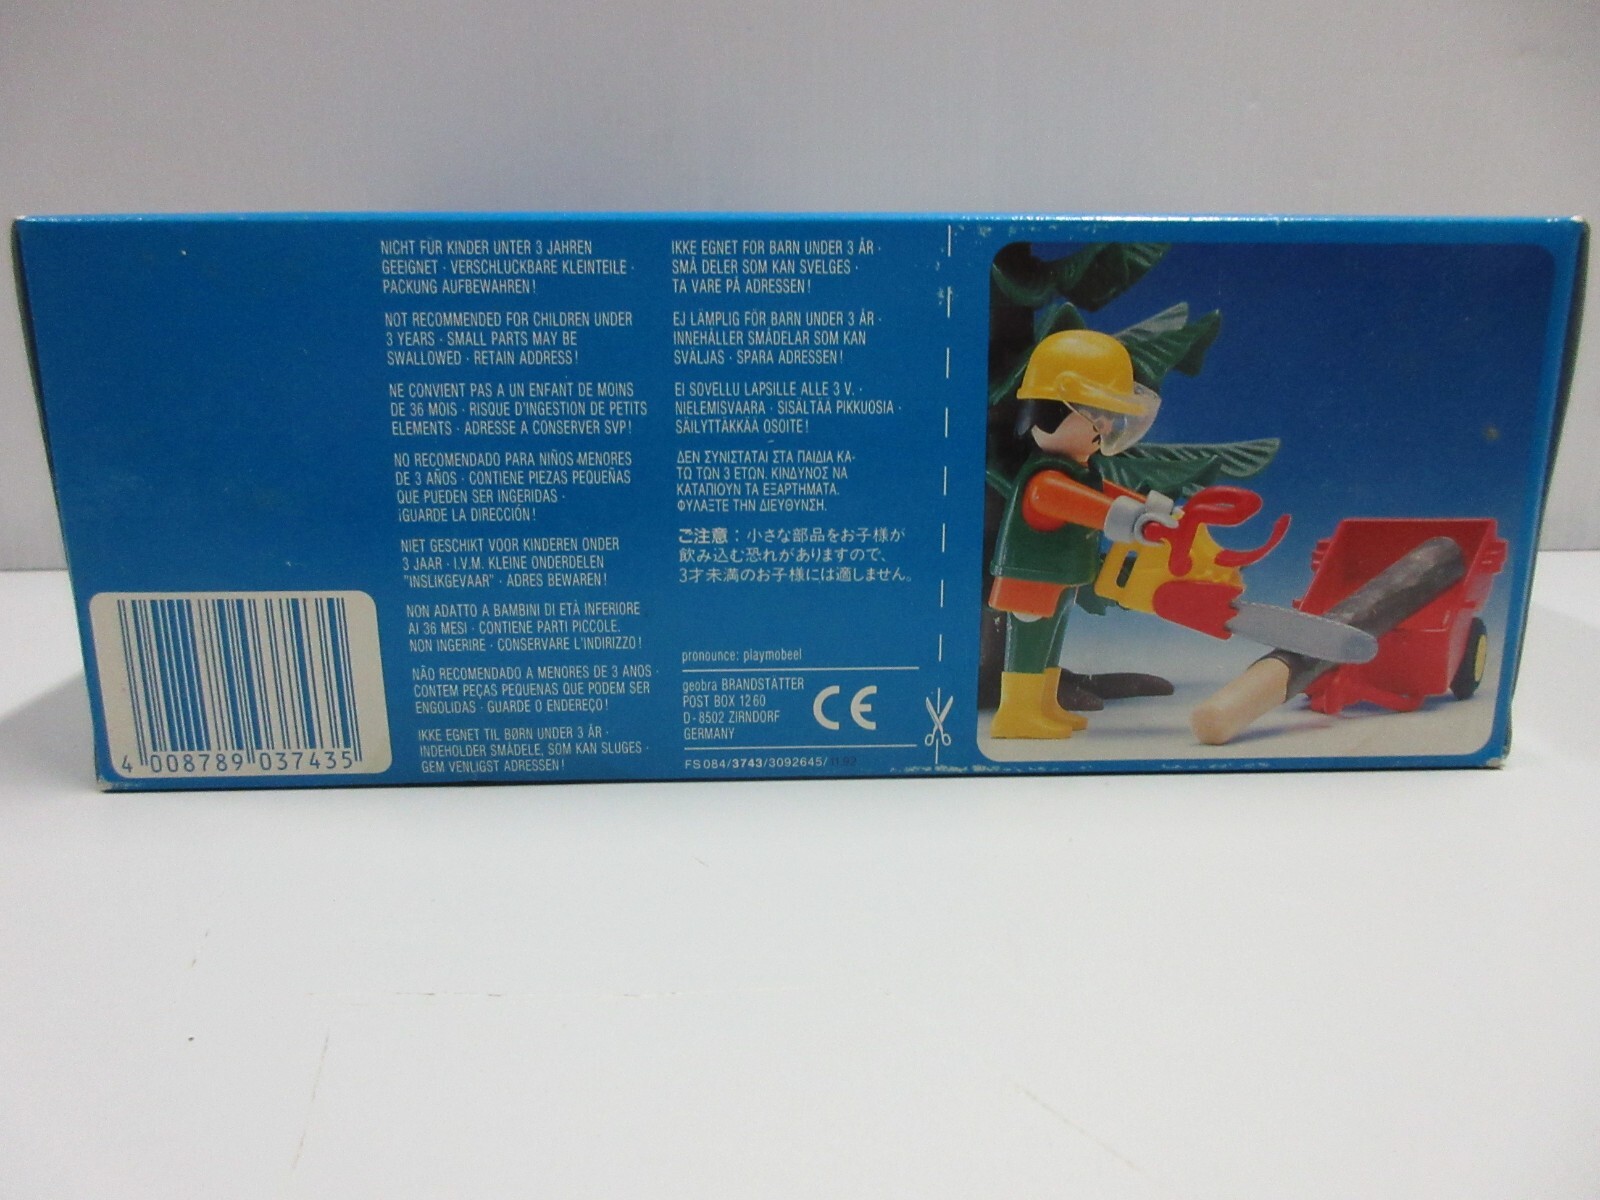 NICHT FÜR KINDER UNTER 3 JAHREN
GEEIGNET · VERSCHLUCKBARE KLEINTEILE ·
PACKUNG AUFBEWAHREN!
NOT RECOMMENDED FOR CHILDREN UNDER
3 YEARS · SMALL PARTS MAY BE
SWALLOWED · RETAIN ADDRESS!
NE CONVIENT PAS A UN ENFANT DE MOINS
DE 36 MOIS · RISQUE D'INGESTION DE PETITS
ELEMENTS · ADRESSE A CONSERVER SVP!
NO RECOMENDADO PARA NIÑOS MENORES
DE 3 AÑOS · CONTIENE PIEZAS PEQUEÑAS
QUE PUEDEN SER INGERIDAS ·
¡GUARDE LA DIRECCIÓN!
NIET GESCHIKT VOOR KINDEREN ONDER
3 JAAR · I.V.M. KLEINE ONDERDELEN
"INSLIKGEVAAR" · ADRES BEWAREN!
NON ADATTO A BAMBINI DI ETÀ INFERIORE
AI 36 MESI · CONTIENE PARTI PICCOLE.
NON INGERIRE · CONSERVARE L'INDIRIZZO!
NÃO RECOMENDADO A MENORES DE 3 ANOS ·
CONTEM PEÇAS PEQUENAS QUE PODEM SER
ENGOLIDAS · GUARDE O ENDEREÇO!
IKKE EGNET TIL BØRN UNDER 3 ÅR ·
INDEHOLDER SMÅDELE, SOM KAN SLUGES ·
GEM VENLIGST ADRESSEN!
IKKE EGNET FOR BARN UNDER 3 ÅR ·
SMÅ DELER SOM KAN SVELGES ·
TA VARE PÅ ADRESSEN!
EJ LÄMPLIG FÖR BARN UNDER 3 ÅR ·
INNEHÅLLER SMÅDELAR SOM KAN
SVÄLJAS · SPARA ADRESSEN!
EI SOVELLU LAPSILLE ALLE 3 V. ·
NIELEMISVAARA · SISÄLTÄÄ PIKKUOSIA ·
SÄILYTTÄKKÄÄ OSOITE!
ΔΕΝ ΣΥΝΙΣΤΑΤΑΙ ΣΤΑ ΠΑΙΔΙΑ ΚΑ-
ΤΩ ΤΩΝ 3 ΕΤΩΝ. ΚΙΝΔΥΝΟΣ ΝΑ
ΚΑΤΑΠΙΟΥΝ ΤΑ ΕΞΑΡΤΗΜΑΤΑ.
ΦΥΛΑΞΤΕ ΤΗΝ ΔΙΕΥΘΥΝΣΗ.
ご注意：小さな部品をお子様が
飲み込む恐れがありますので、
3才未満のお子様には適しません。
pronounce: playmobeel
geobra BRANDSTÄTTER
POST BOX 1260
D-8502 ZIRNDORF
GERMANY
CE
FS084/3743/3092645/11.92
4 008789 037435